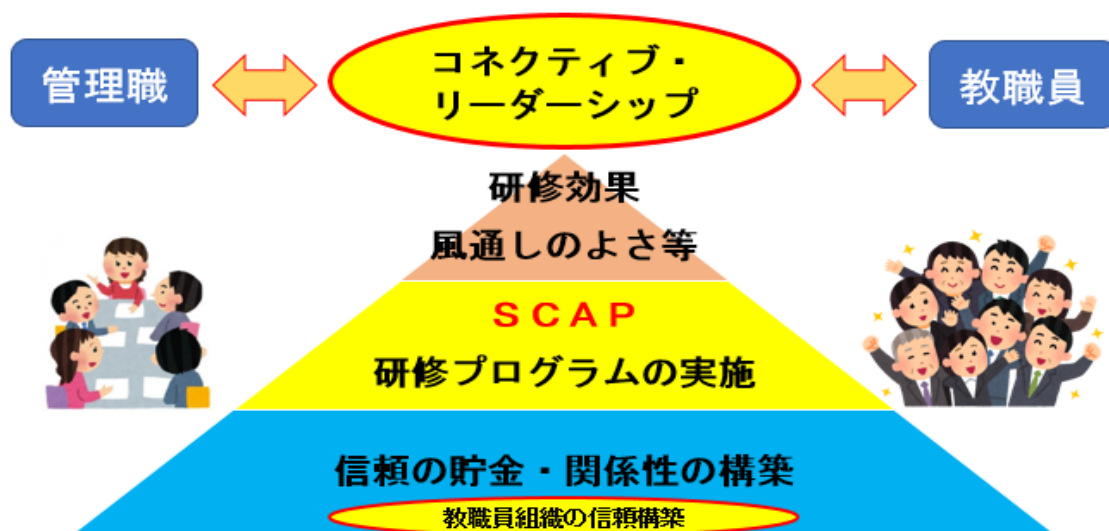 管理職
コネクティブ・
リーダーシップ
教職員
研修効果
風通しのよさ等
SCAP
研修プログラムの実施
信頼の貯金・関係性の構築
教職員組織の信頼構築